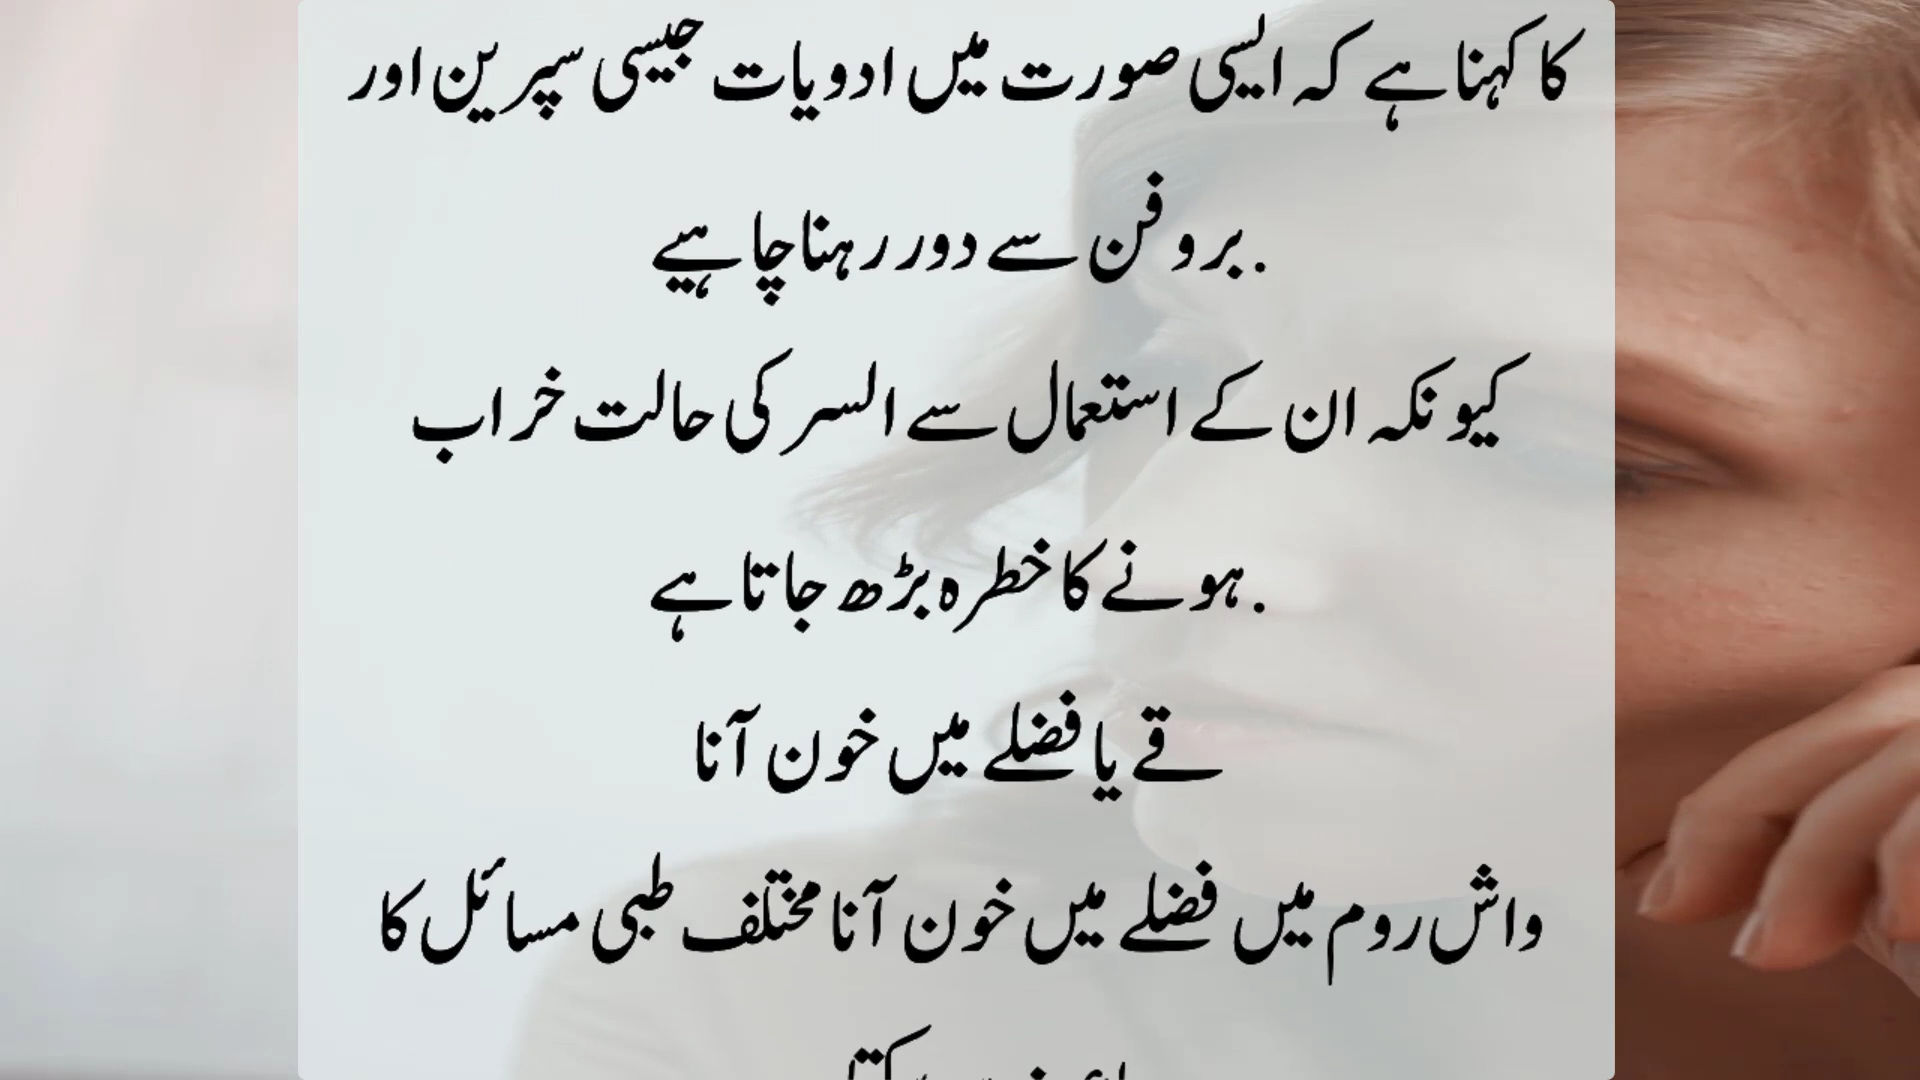 کا کہنا ہے کہ ایسی صورت میں ادویات جیسی سپرین اور
بروفن سے دور رہنا چاہیے.
کیونکہ ان کے استعمال سے السر کی حالت خراب
ہونے کا خطرہ بڑھ جاتا ہے.
قے یا فضلے میں خون آنا
واش روم میں فضلے میں خون آنا مختلف طبی مسائل کا